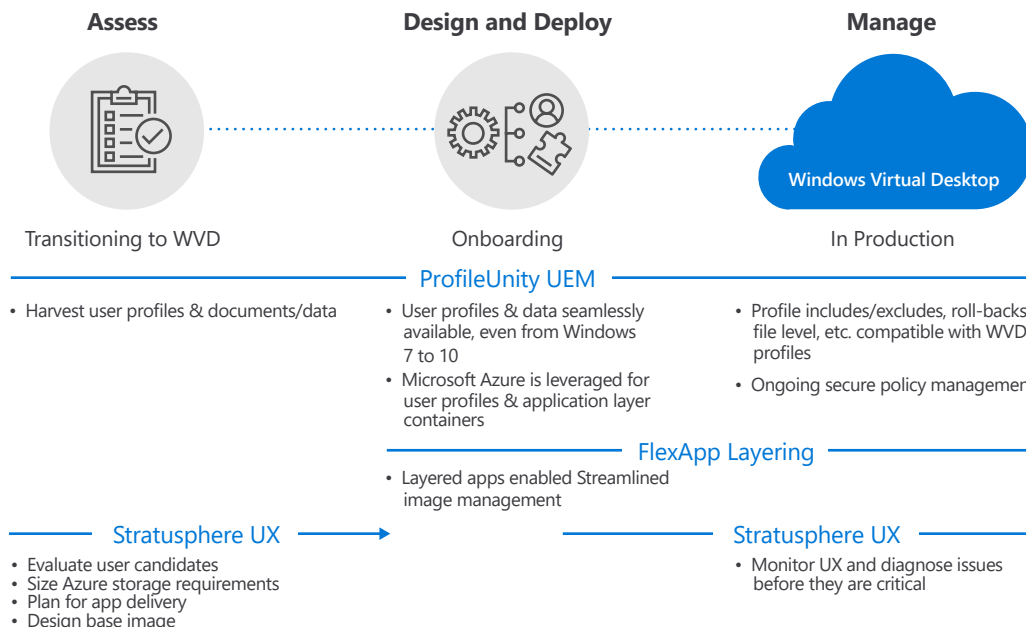 Assess
Design and Deploy
Manage
Windows Virtual Desktop
Transitioning to WVD
Onboarding
In Production
ProfileUnity UEM
• Harvest user profiles & documents/data
• User profiles & data seamlessly
available, even from Windows
7 to 10
• Microsoft Azure is leveraged for
user profiles & application layer
containers
• Profile includes/excludes, roll-backs
file level, etc. compatible with WVD
profiles
• Ongoing secure policy managemen
FlexApp Layering
• Layered apps enabled Streamlined
image management
Stratusphere UX
• Evaluate user candidates
• Size Azure storage requirements
• Plan for app delivery
• Design base image
Stratusphere UX
• Monitor UX and diagnose issues
before they are critical